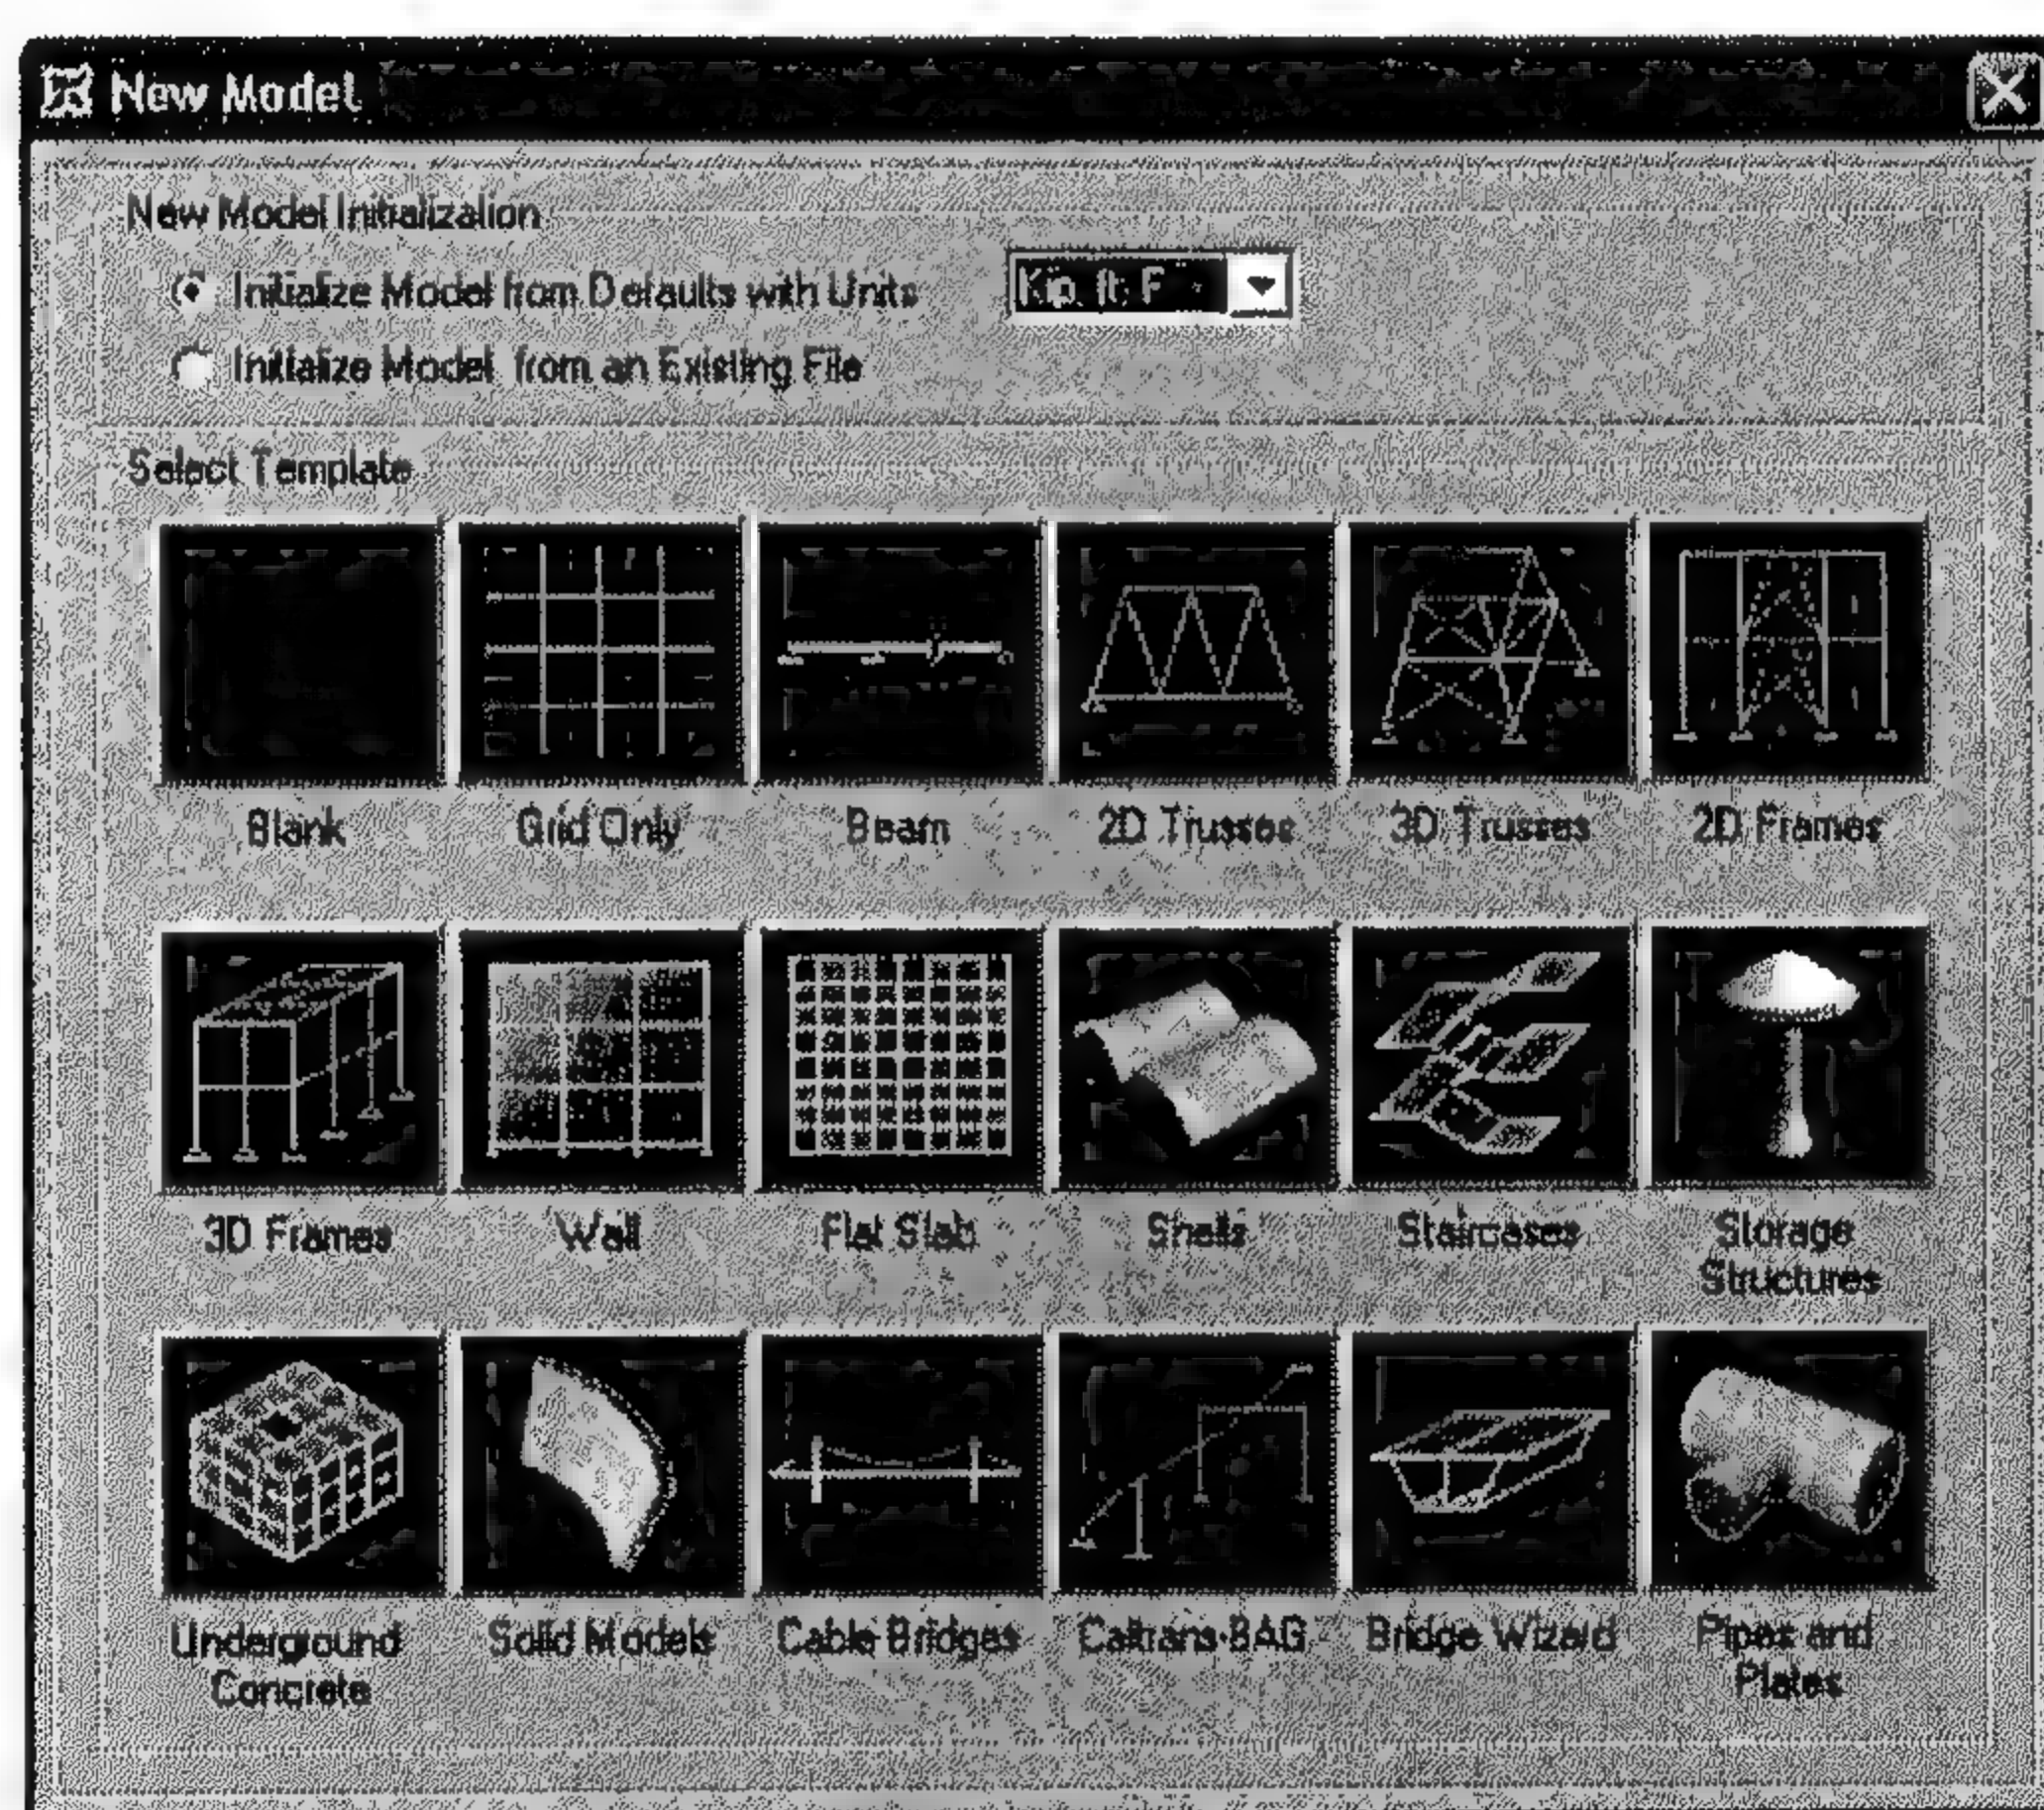 New Model
New Model Initialization
Initialize Model from Defaults with Units
Kip, ft, F
Initialize Model from an Existing File
Select Template
Blank
Grid Only
Beam
2D Trusses
3D Trusses
2D Frames
3D Frames
Wall
Flat Slab
Shells
Staircases
Storage
Structures
Underground
Concrete
Solid Models
Cable Bridges
Caltrans-BAG
Bridge Wizard
Pipes and
Plates